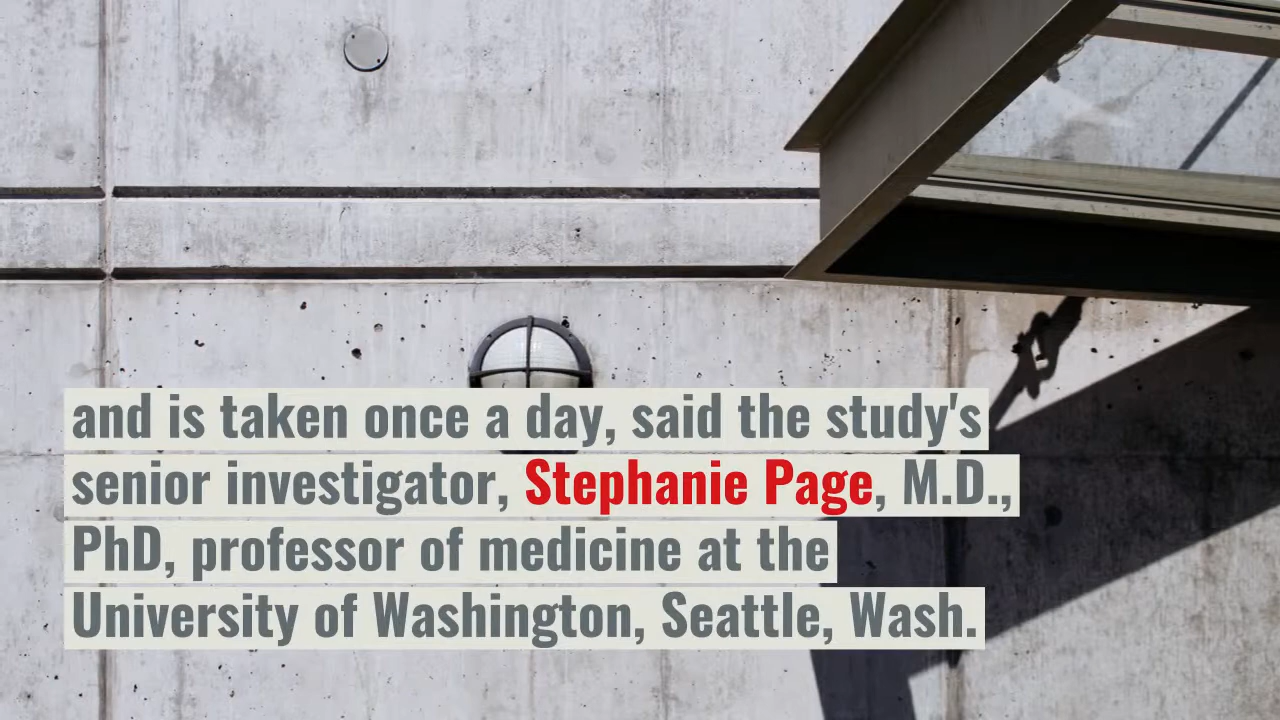 and is taken once a day, said the study's
senior investigator, Stephanie Page, M.D.,
PhD, professor of medicine at the
University of Washington, Seattle, Wash.